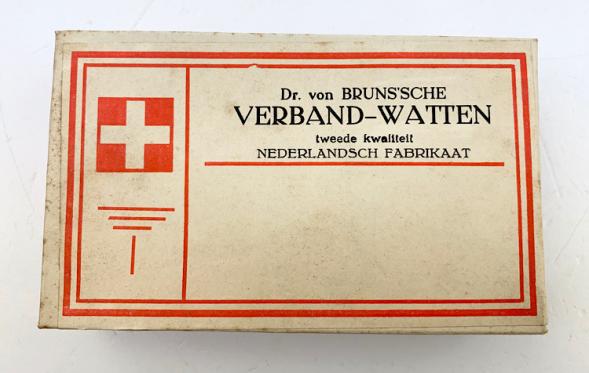 Dr. von BRUNS'SCHE
VERBAND-WATTEN
tweede kwaliteit
NEDERLANDSCH FABRIKAAT